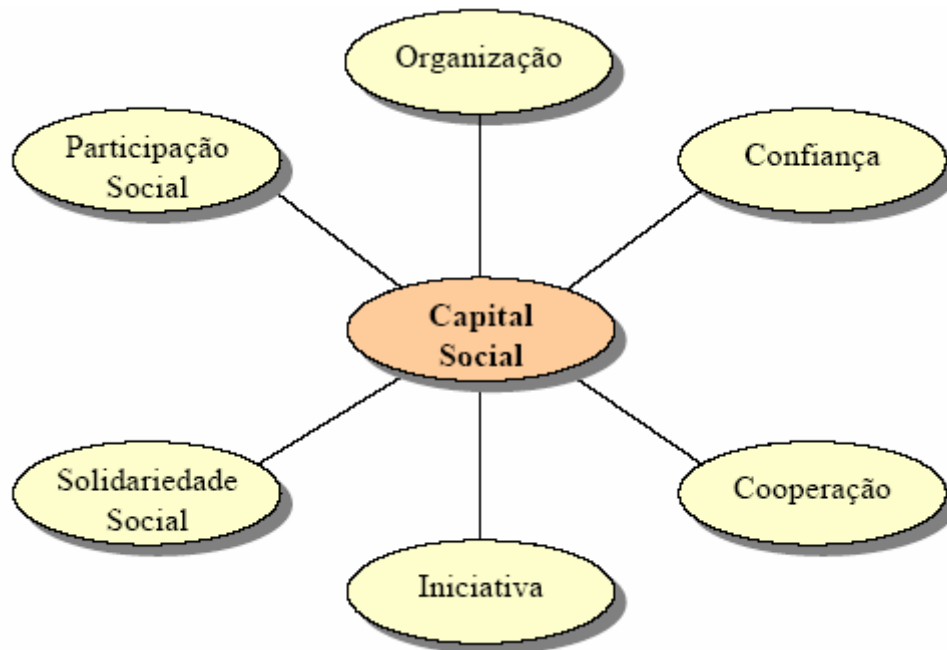 Organização
Participação
Social
Confiança
Capital
Social
Solidariedade
Social
Cooperação
Iniciativa